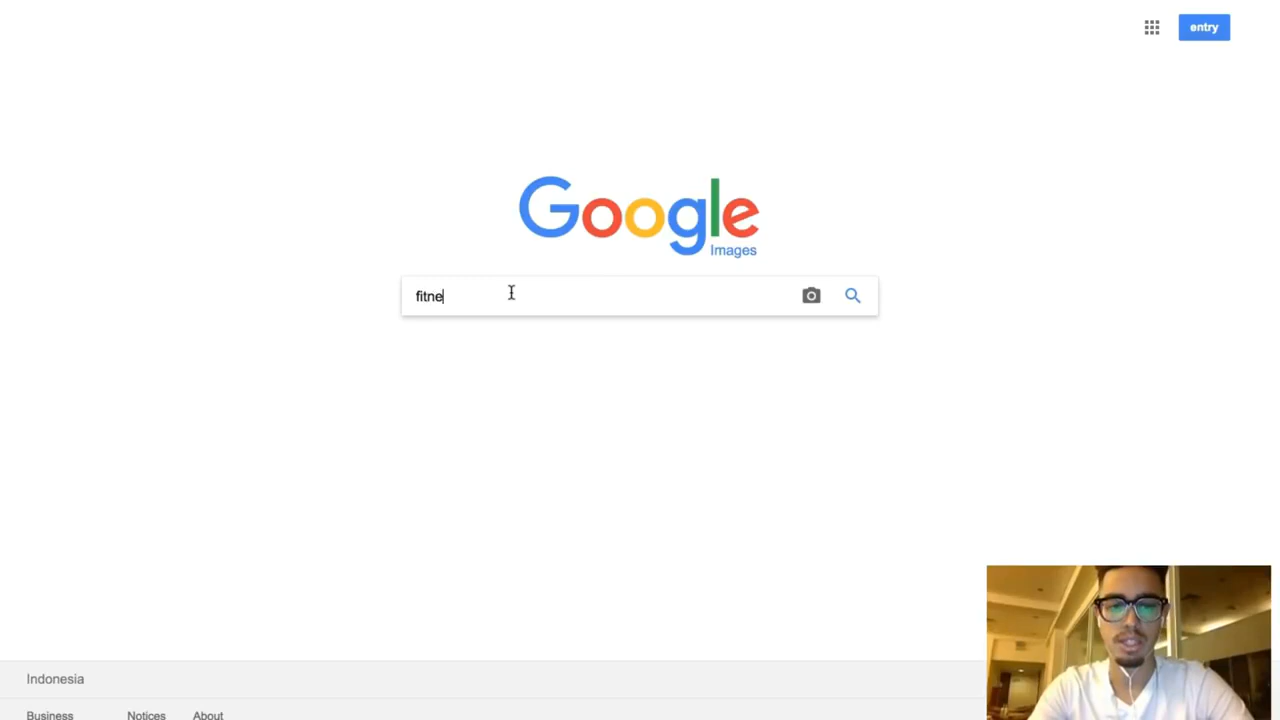 entry
Google
Images
fitne
Indonesia
Business Notices About